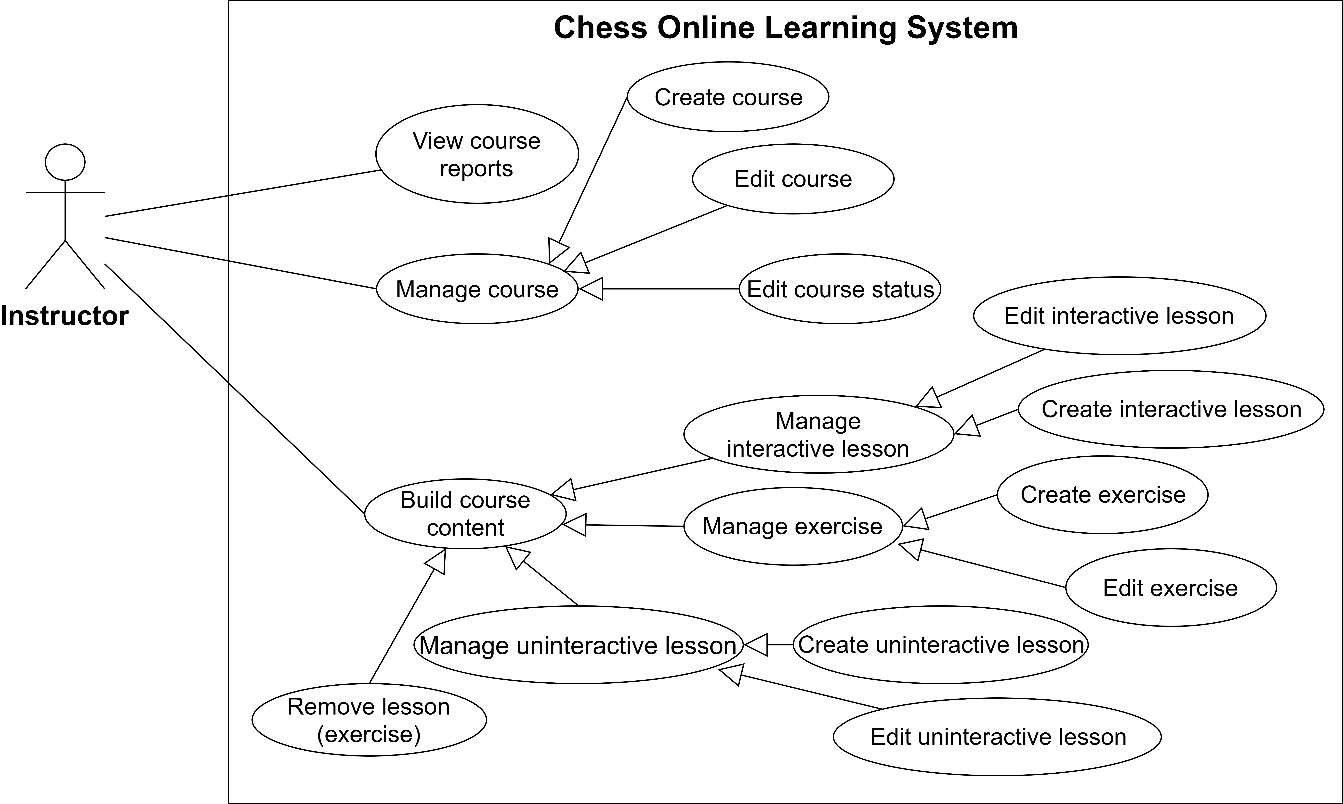 Chess Online Learning System
Create course
View course
reports
Edit course
Manage course
Edit course status
Instructor
Edit interactive lesson
Create interactive lesson
Manage
interactive lesson
Build course
content
Create exercise
Manage exercise
Edit exercise
Manage uninteractive lesson
Create uninteractive lesson
Remove lesson
(exercise)
Edit uninteractive lesson